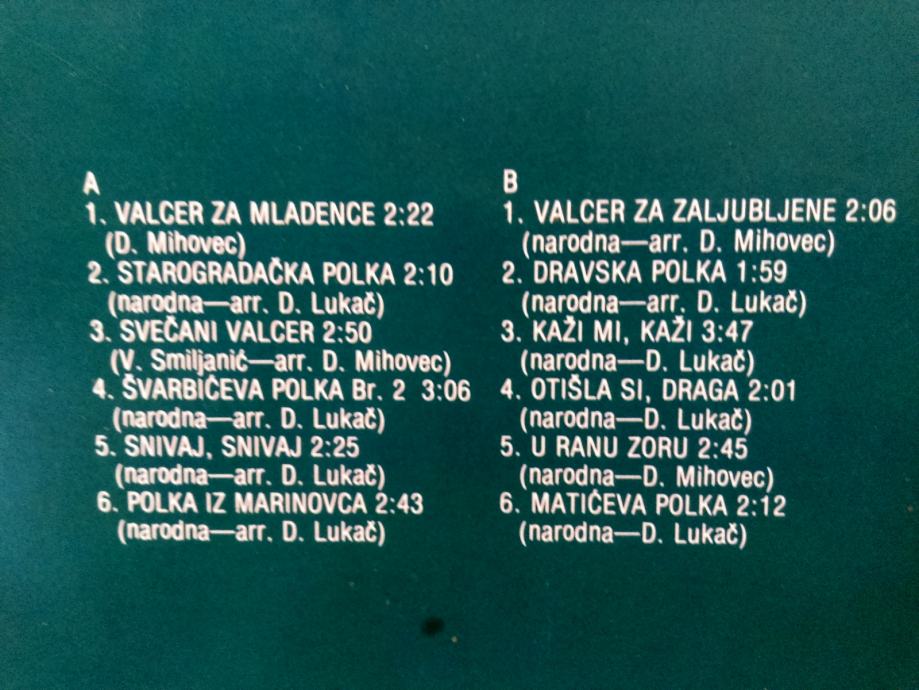 A
1. VALCER ZA MLADENCE 2:22
(D. Mihovec)
2. STAROGRADAČKA POLKA 2:10
(narodna—arr. D. Lukač)
3. SVEČANI VALCER 2:50
(V. Smiljanić—arr. D. Mihovec)
4. ŠVARBIĆEVA POLKA Br. 2 3:06
(narodna—arr. D. Lukač)
5. SNIVAJ, SNIVAJ 2:25
(narodna—arr. D. Lukač)
6. POLKA IZ MARINOVCA 2:43
(narodna—arr. D. Lukač)
B
1. VALCER ZA ZALJUBLJENE 2:06
(narodna—arr. D. Mihovec)
2. DRAVSKA POLKA 1:59
(narodna—arr. D. Lukač)
3. KAŽI MI, KAŽI 3:47
(narodna—D. Lukač)
4. OTIŠLA SI, DRAGA 2:01
(narodna—D. Lukač)
5. U RANU ZORU 2:45
(narodna—D. Mihovec)
6. MATIĆEVA POLKA 2:12
(narodna—D. Lukač)